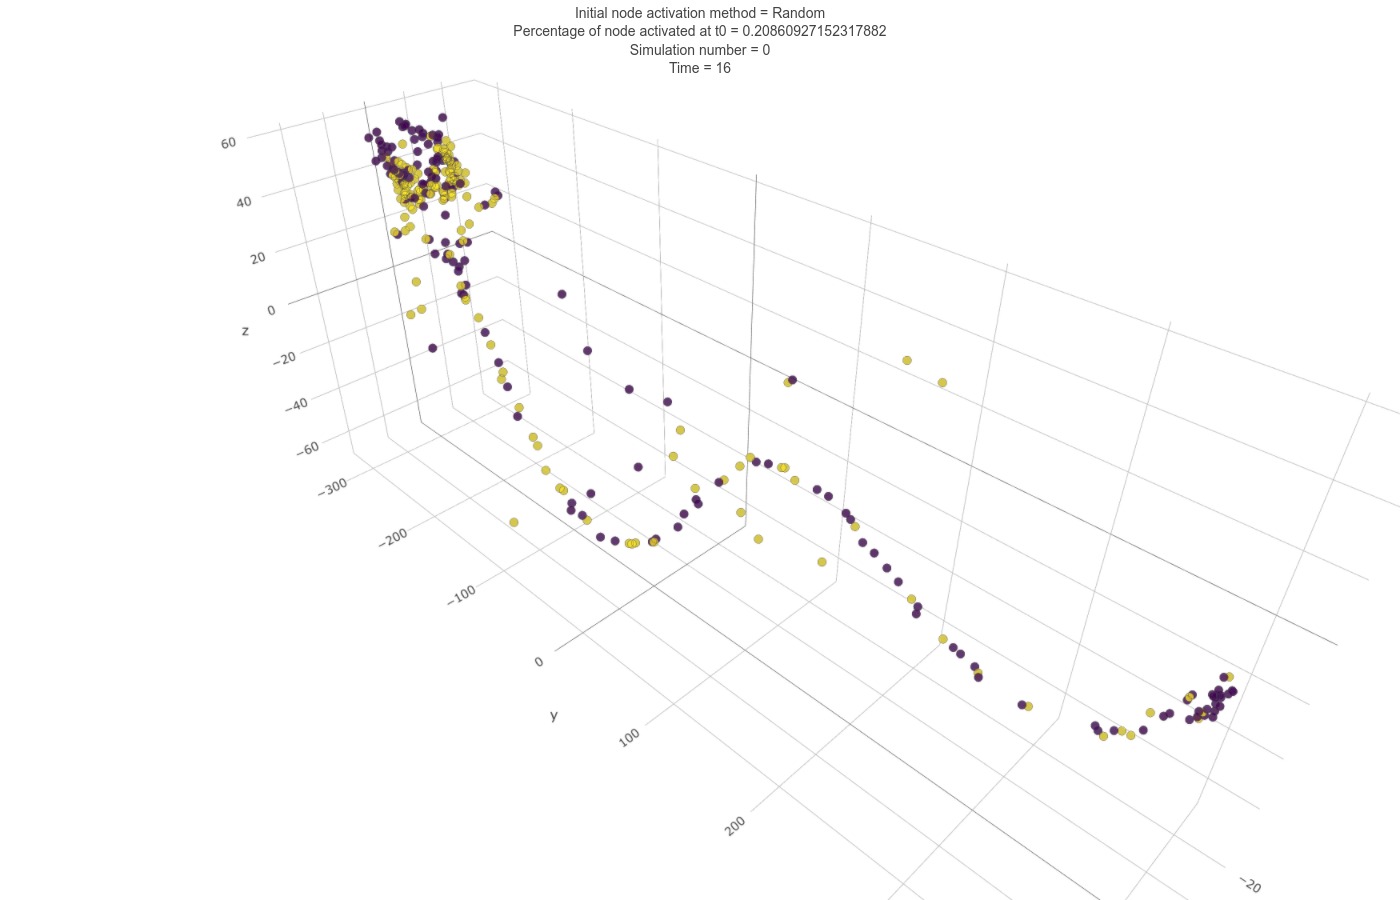 Initial node activation method = Random
Percentage of node activated at t0 = 0.20860927152317882
Simulation number = 0
Time = 16
60
40
20
0
z
−20
−40
−60
−300
−200
−100
0
y
100
200
−20